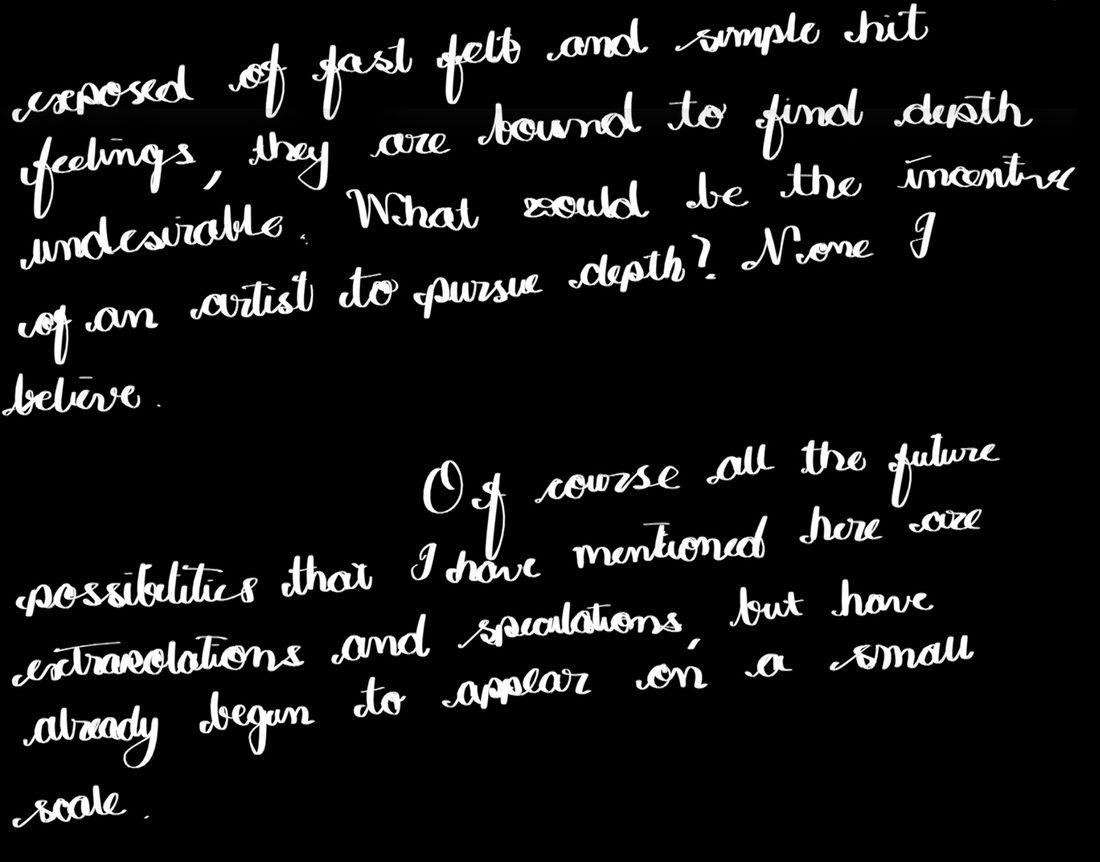 exposed of fast felt and simple hit
feelings, they are bound to find depth
undesirable. What would be the incentive
of an artist to pursue depth? None I
believe.
Of course all the future
possibilities that I have mentioned here are
extrapolations and speculations, but have
already begun to appear on a small
scale.